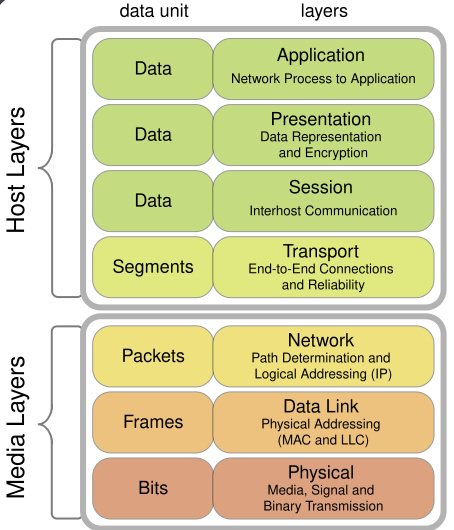 data unit layers
Host Layers
Data
Application
Network Process to Application
Data
Presentation
Data Representation
and Encryption
Data
Session
Interhost Communication
Segments
Transport
End-to-End Connections
and Reliability
Media Layers
Packets
Network
Path Determination and
Logical Addressing (IP)
Frames
Data Link
Physical Addressing
(MAC and LLC)
Bits
Physical
Media, Signal and
Binary Transmission